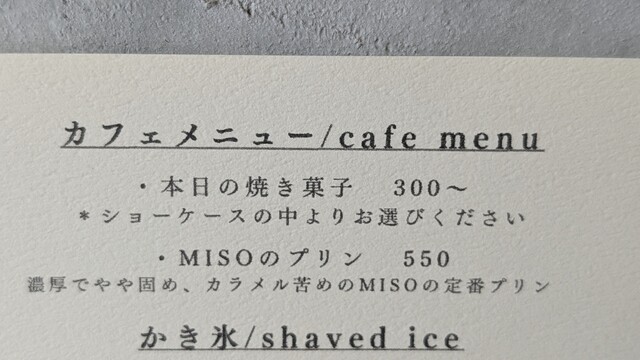 カフェメニュー/cafe menu
・本日の焼き菓子 300～
*ショーケースの中よりお選びください
・MISOのプリン 550
濃厚でやや固め、カラメル苦めのMISOの定番プリン
かき氷/shaved ice